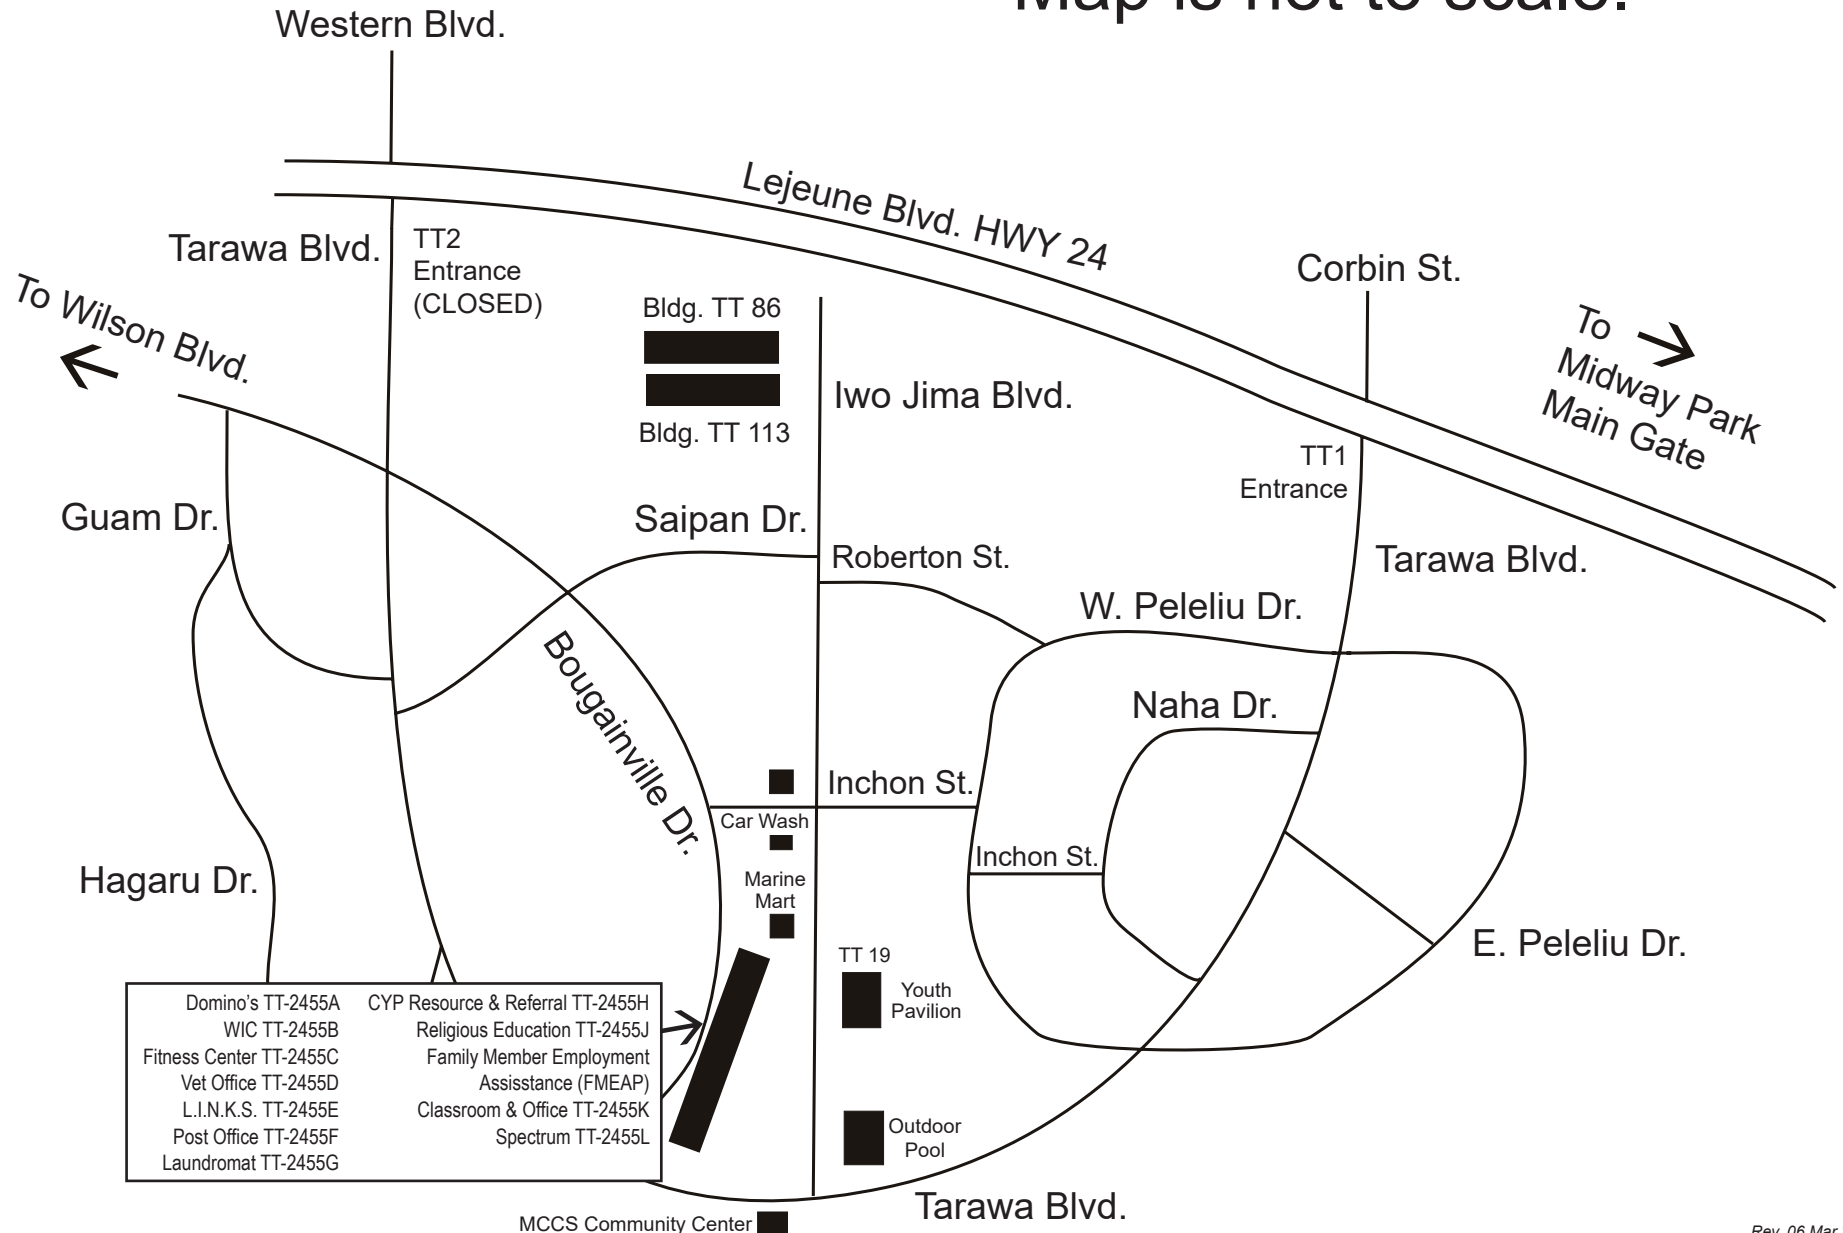 Map is not to scale.
Western Blvd.
Lejeune Blvd. HWY 24
Tarawa Blvd.
TT2
Entrance
(CLOSED)
Corbin St.
To Wilson Blvd.
To
Midway Park
Main Gate
Bldg. TT 86
Iwo Jima Blvd.
Bldg. TT 113
TT1
Entrance
Guam Dr.
Saipan Dr.
Roberton St.
Tarawa Blvd.
W. Peleliu Dr.
Bougainville Dr.
Naha Dr.
Inchon St.
Car Wash
Inchon St.
Marine
Mart
Hagaru Dr.
E. Peleliu Dr.
TT 19
Youth
Pavilion
Domino's TT-2455A
WIC TT-2455B
Fitness Center TT-2455C
Vet Office TT-2455D
L.I.N.K.S. TT-2455E
Post Office TT-2455F
Laundromat TT-2455G
CYP Resource & Referral TT-2455H
Religious Education TT-2455J
Family Member Employment
Assisstance (FMEAP)
Classroom & Office TT-2455K
Spectrum TT-2455L
Outdoor
Pool
Tarawa Blvd.
MCCS Community Center
Rev. 06 Mar